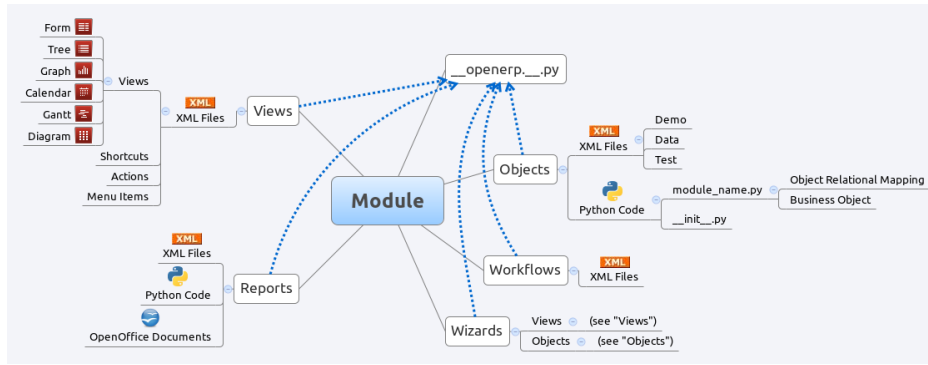 Form
Tree
Graph
Calendar
Gantt
Diagram
Views
Shortcuts
Actions
Menu Items
XML
XML Files
Views
__openerp.__.py
Module
Objects
XML
XML Files
Demo
Data
Test
Python Code
module_name.py
Object Relational Mapping
Business Object
__init__.py
Workflows
XML
XML Files
Wizards
Views (see "Views")
Objects (see "Objects")
Reports
XML
XML Files
Python Code
OpenOffice Documents